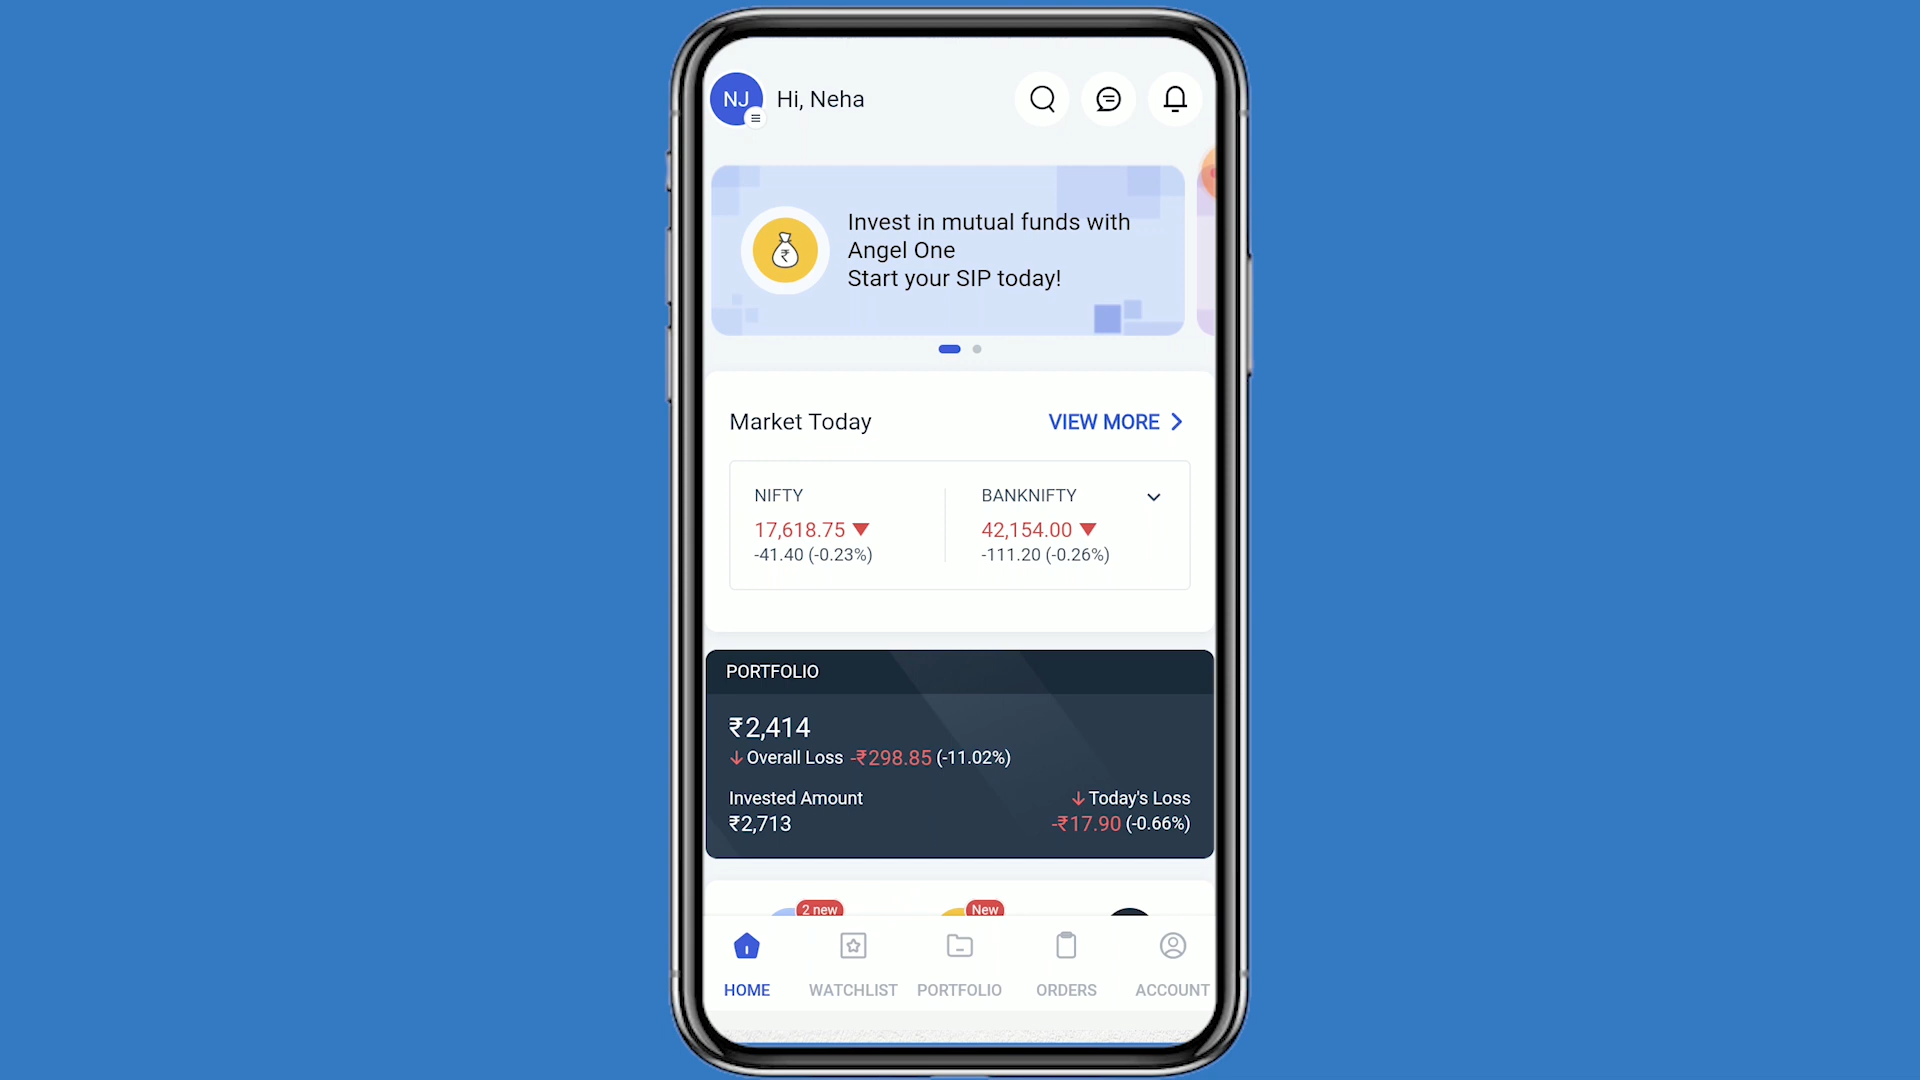 NJ Hi, Neha
Invest in mutual funds with
Angel One
Start your SIP today!
Market Today VIEW MORE
NIFTY BANKNIFTY
17,618.75 42,154.00
-41.40 (-0.23%) -111.20 (-0.26%)
PORTFOLIO
₹2,414
Overall Loss -₹298.85 (-11.02%)
Invested Amount Today's Loss
₹2,713 -₹17.90 (-0.66%)
2 new New
HOME WATCHLIST PORTFOLIO ORDERS ACCOUNT